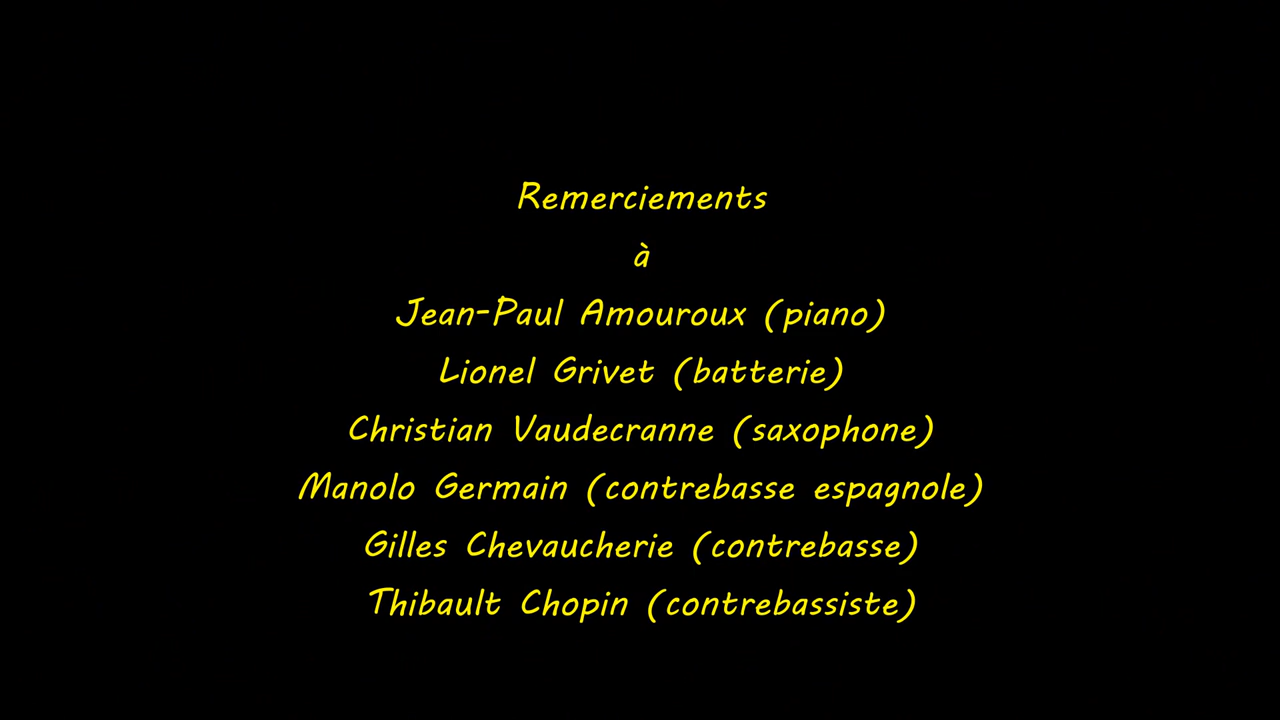 Remerciements
à
Jean-Paul Amouroux (piano)
Lionel Grivet (batterie)
Christian Vaudecranne (saxophone)
Manolo Germain (contrebasse espagnole)
Gilles Chevaucherie (contrebasse)
Thibault Chopin (contrebassiste)